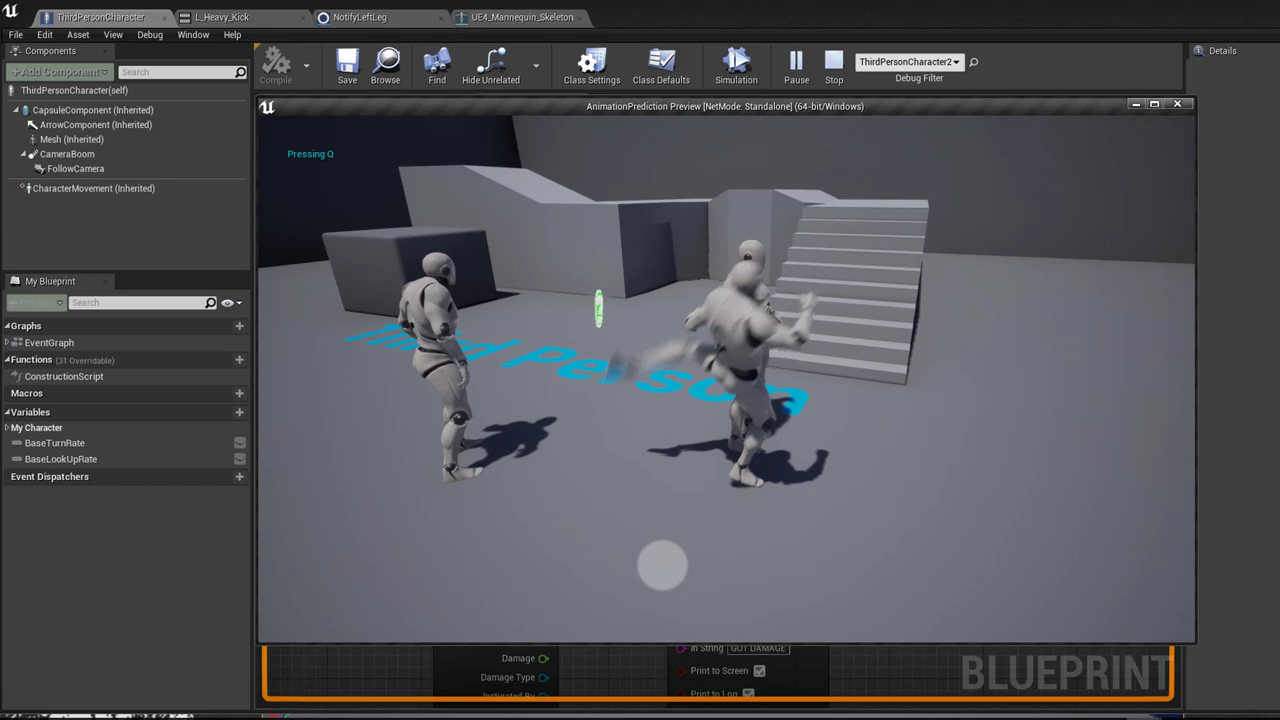 ThirdPersonCharacter
L_Heavy_Kick
NotifyLeftLeg
UE4_Mannequin_Skeleton
File Edit Asset View Debug Window Help
Components
Details
+Add Component
Search
Compile
Save
Browse
Find
Hide Unrelated
Class Settings
Class Defaults
Simulation
Pause
Stop
ThirdPersonCharacter2
Debug Filter
ThirdPersonCharacter(self)
CapsuleComponent (Inherited)
ArrowComponent (Inherited)
Mesh (Inherited)
CameraBoom
FollowCamera
CharacterMovement (Inherited)
AnimationPrediction Preview [NetMode: Standalone] (64-bit/Windows)
Pressing Q
Third Person
My Blueprint
Search
Graphs
EventGraph
Functions (31 Overridable)
ConstructionScript
Macros
Variables
My Character
BaseTurnRate
BaseLookUpRate
Event Dispatchers
Damage
Damage Type
Instigated By
In String GOT DAMAGE
Print to Screen
Print to Log
BLUEPRINT